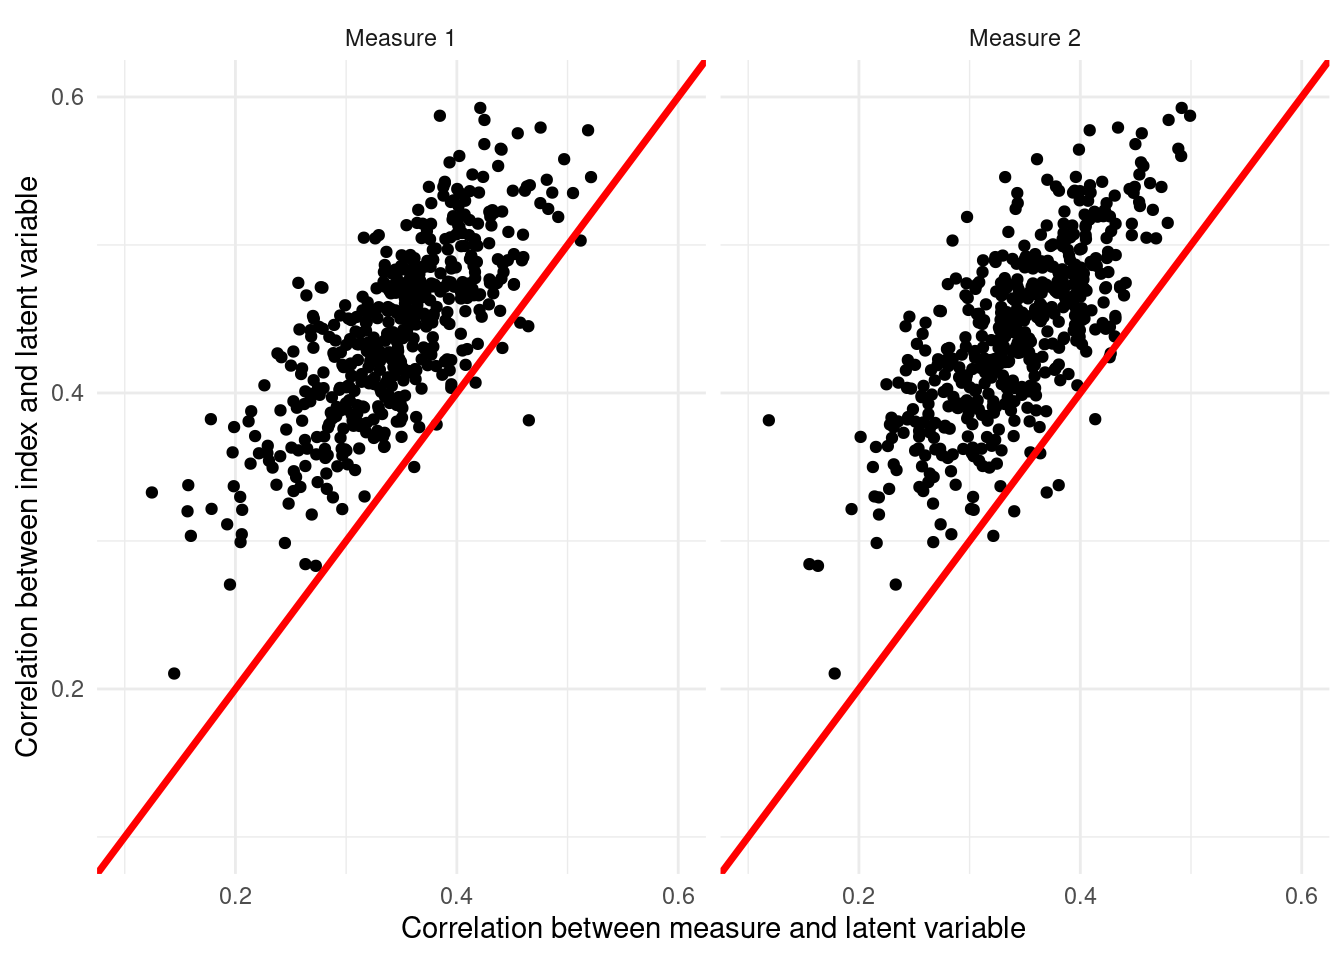 Measure 1
Measure 2
Correlation between index and latent variable
0.6
0.4
0.2
0.2
0.4
0.6
0.2
0.4
0.6
Correlation between measure and latent variable